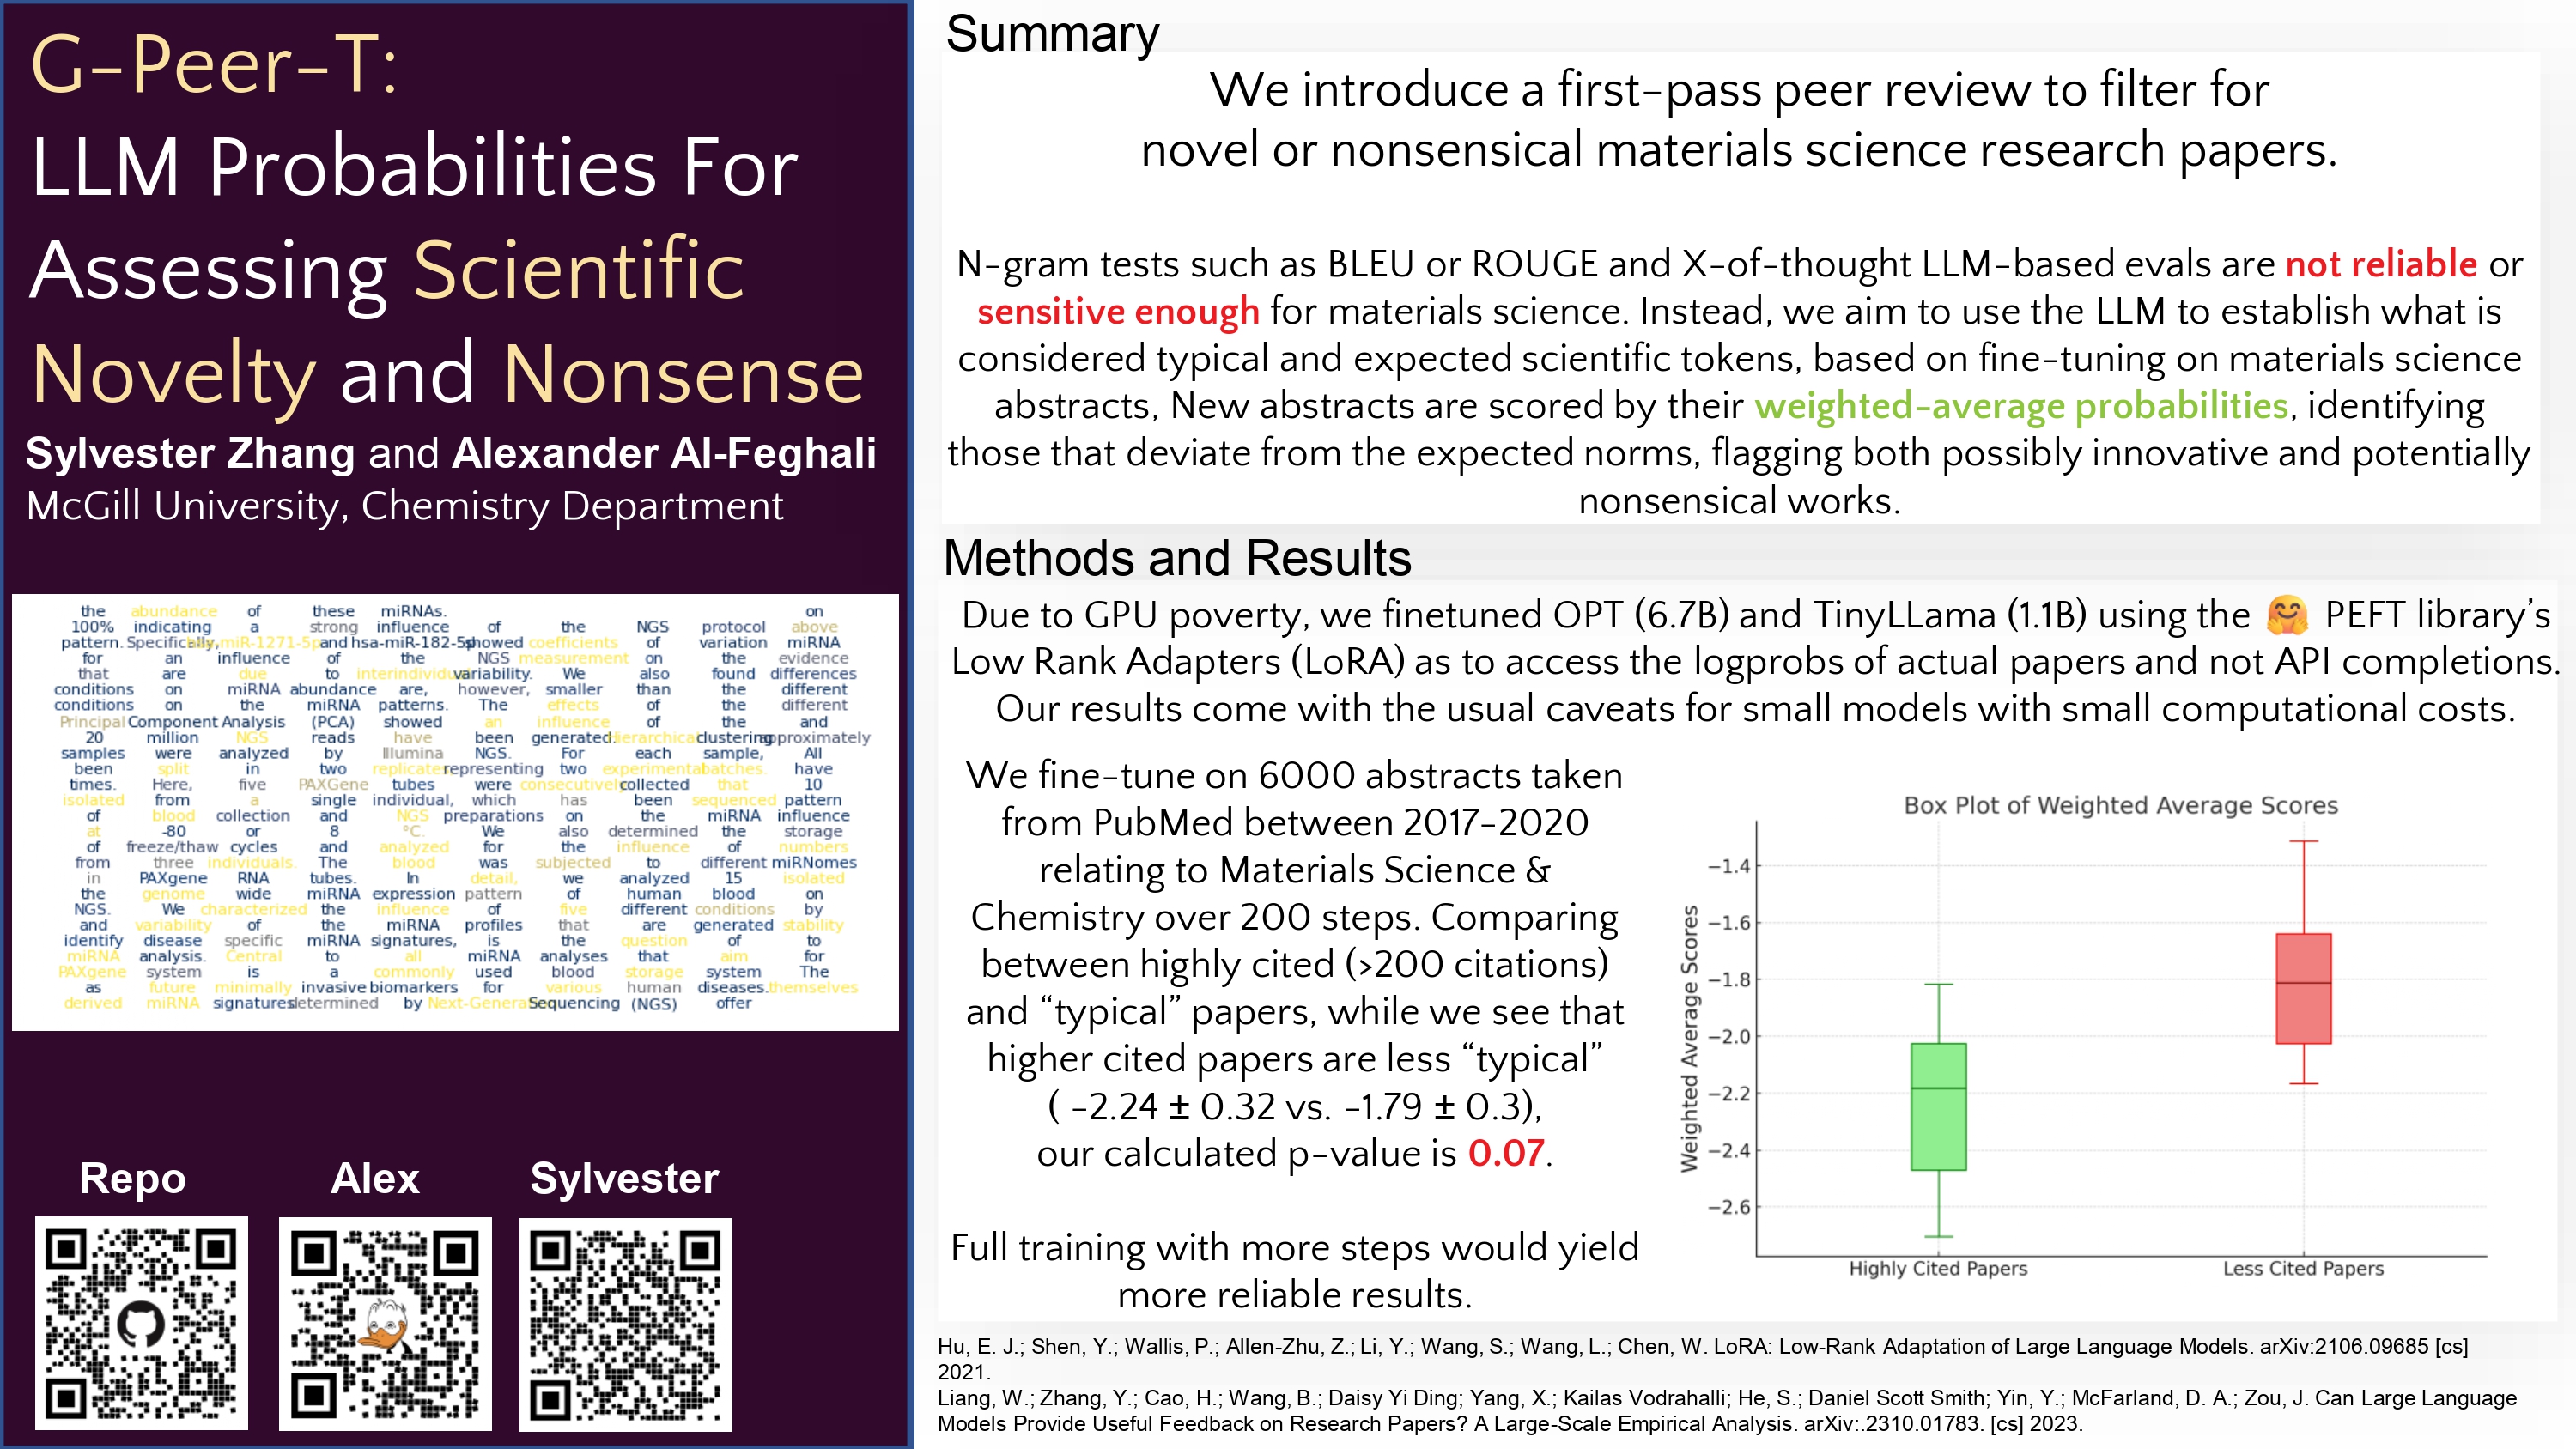 G-Peer-T:
LLM Probabilities For
Assessing Scientific
Novelty and Nonsense
Sylvester Zhang and Alexander Al-Feghali
McGill University, Chemistry Department
the abundance of these miRNAs. on
100% indicating a strong influence of the NGS protocol above
pattern. Specifically, miR-1271-5p and hsa-miR-182-5p showed coefficients of variation miRNA
for an influence of the NGS measurement on the evidence
that are due to interindividual variability. We also found differences
conditions on miRNA abundance are, however, smaller than the different
conditions on the miRNA patterns. The effects of the different
Principal Component Analysis (PCA) showed an influence of the and
20 million NGS reads have been generated. Hierarchical clustering approximately
samples were analyzed by Illumina NGS. For each sample, All
been split in two replicates representing two experimental batches. have
times. Here, five PAXGene tubes were consecutively collected that 10
isolated from a single individual, which has been sequenced pattern
of blood collection and NGS preparations on the miRNA influence
at -80 or 8 °C. We also determined the storage
of freeze/thaw cycles and analyzed for the influence of numbers
from three individuals. The blood was subjected to different miRNomes
in PAXgene RNA tubes. In detail, we analyzed 15 isolated
the genome wide miRNA expression pattern of human blood on
NGS. We characterized the influence of five different conditions by
and variability of the miRNA profiles that are generated stability
identify disease specific miRNA signatures, is the question of to
miRNA analysis. Central to all miRNA analyses that aim for
PAXgene system is a commonly used blood storage system The
as future minimally invasive biomarkers for various human diseases. themselves
derived miRNA signatures determined by Sequencing (NGS) offer
Repo Alex Sylvester
Summary
We introduce a first-pass peer review to filter for
novel or nonsensical materials science research papers.
N-gram tests such as BLEU or ROUGE and X-of-thought LLM-based evals are not reliable or
sensitive enough for materials science. Instead, we aim to use the LLM to establish what is
considered typical and expected scientific tokens, based on fine-tuning on materials science
abstracts, New abstracts are scored by their weighted-average probabilities, identifying
those that deviate from the expected norms, flagging both possibly innovative and potentially
nonsensical works.
Methods and Results
Due to GPU poverty, we finetuned OPT (6.7B) and TinyLLama (1.1B) using the 🤗 PEFT library's
Low Rank Adapters (LoRA) as to access the logprobs of actual papers and not API completions.
Our results come with the usual caveats for small models with small computational costs.
We fine-tune on 6000 abstracts taken
from PubMed between 2017-2020
relating to Materials Science &
Chemistry over 200 steps. Comparing
between highly cited (>200 citations)
and “typical” papers, while we see that
higher cited papers are less “typical”
( -2.24 ± 0.32 vs. -1.79 ± 0.3),
our calculated p-value is 0.07.
Full training with more steps would yield
more reliable results.
Box Plot of Weighted Average Scores
Weighted Average Scores
−1.4
−1.6
−1.8
−2.0
−2.2
−2.4
−2.6
Highly Cited Papers Less Cited Papers
Hu, E. J.; Shen, Y.; Wallis, P.; Allen-Zhu, Z.; Li, Y.; Wang, S.; Wang, L.; Chen, W. LoRA: Low-Rank Adaptation of Large Language Models. arXiv:2106.09685 [cs]
2021.
Liang, W.; Zhang, Y.; Cao, H.; Wang, B.; Daisy Yi Ding; Yang, X.; Kailas Vodrahalli; He, S.; Daniel Scott Smith; Yin, Y.; McFarland, D. A.; Zou, J. Can Large Language
Models Provide Useful Feedback on Research Papers? A Large-Scale Empirical Analysis. arXiv:.2310.01783. [cs] 2023.